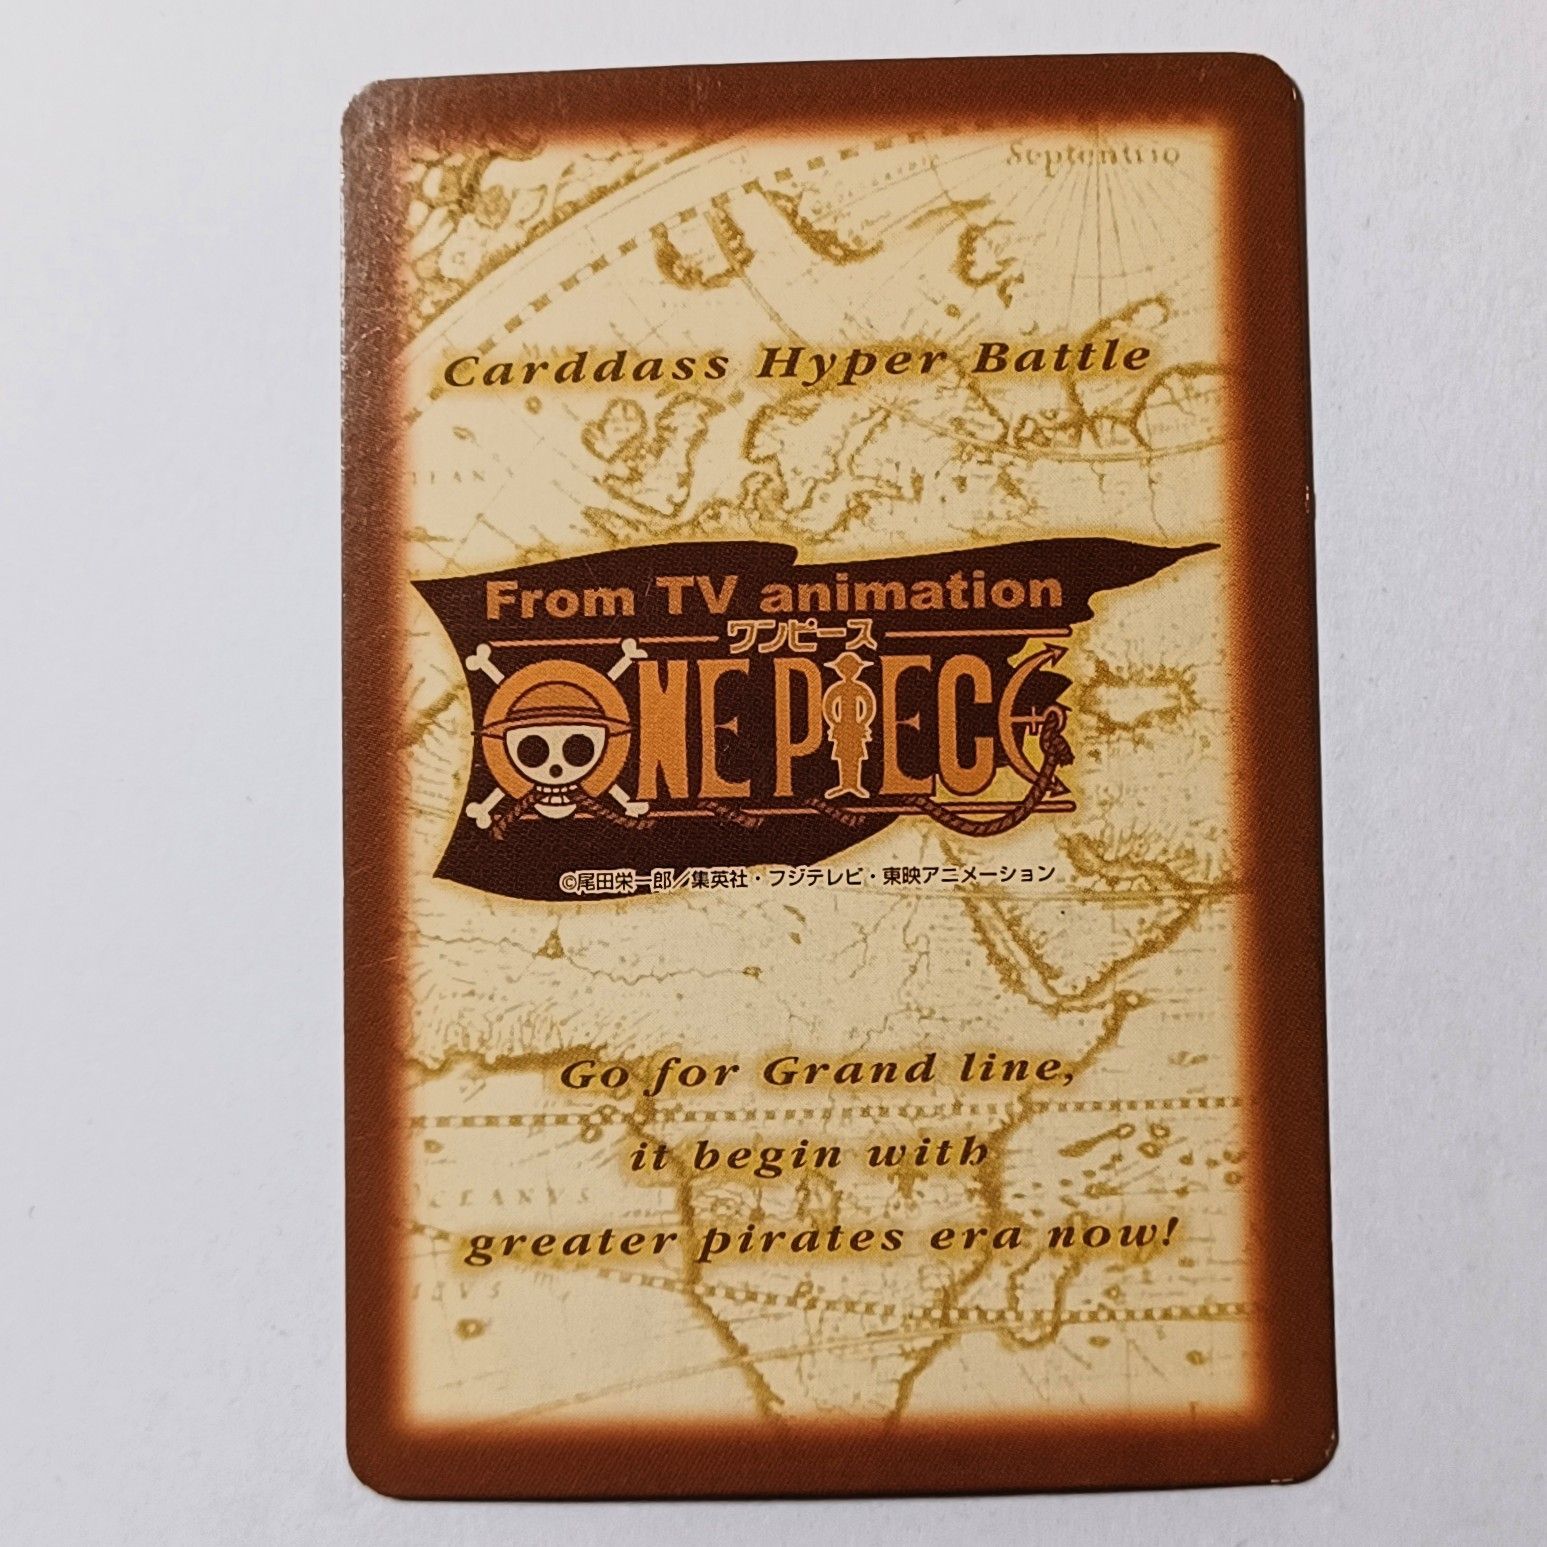 Septentrio
Carddass Hyper Battle
From TV animation
ワンピース
ONE PIECE
©尾田栄一郎／集英社・フジテレビ・東映アニメーション
Go for Grand line,
it begin with
greater pirates era now!